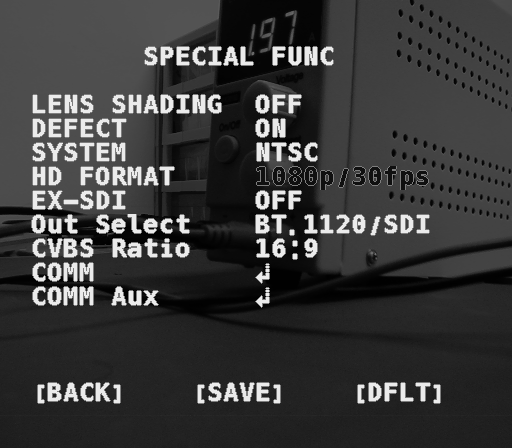 197
SPECIAL FUNC
LENS SHADING OFF
DEFECT ON
SYSTEM NTSC
HD FORMAT 1080p/30fps
EX-SDI OFF
Out Select BT.1120/SDI
CVBS Ratio 16:9
COMM ↲
COMM Aux ↲
[BACK] [SAVE] [DFLT]